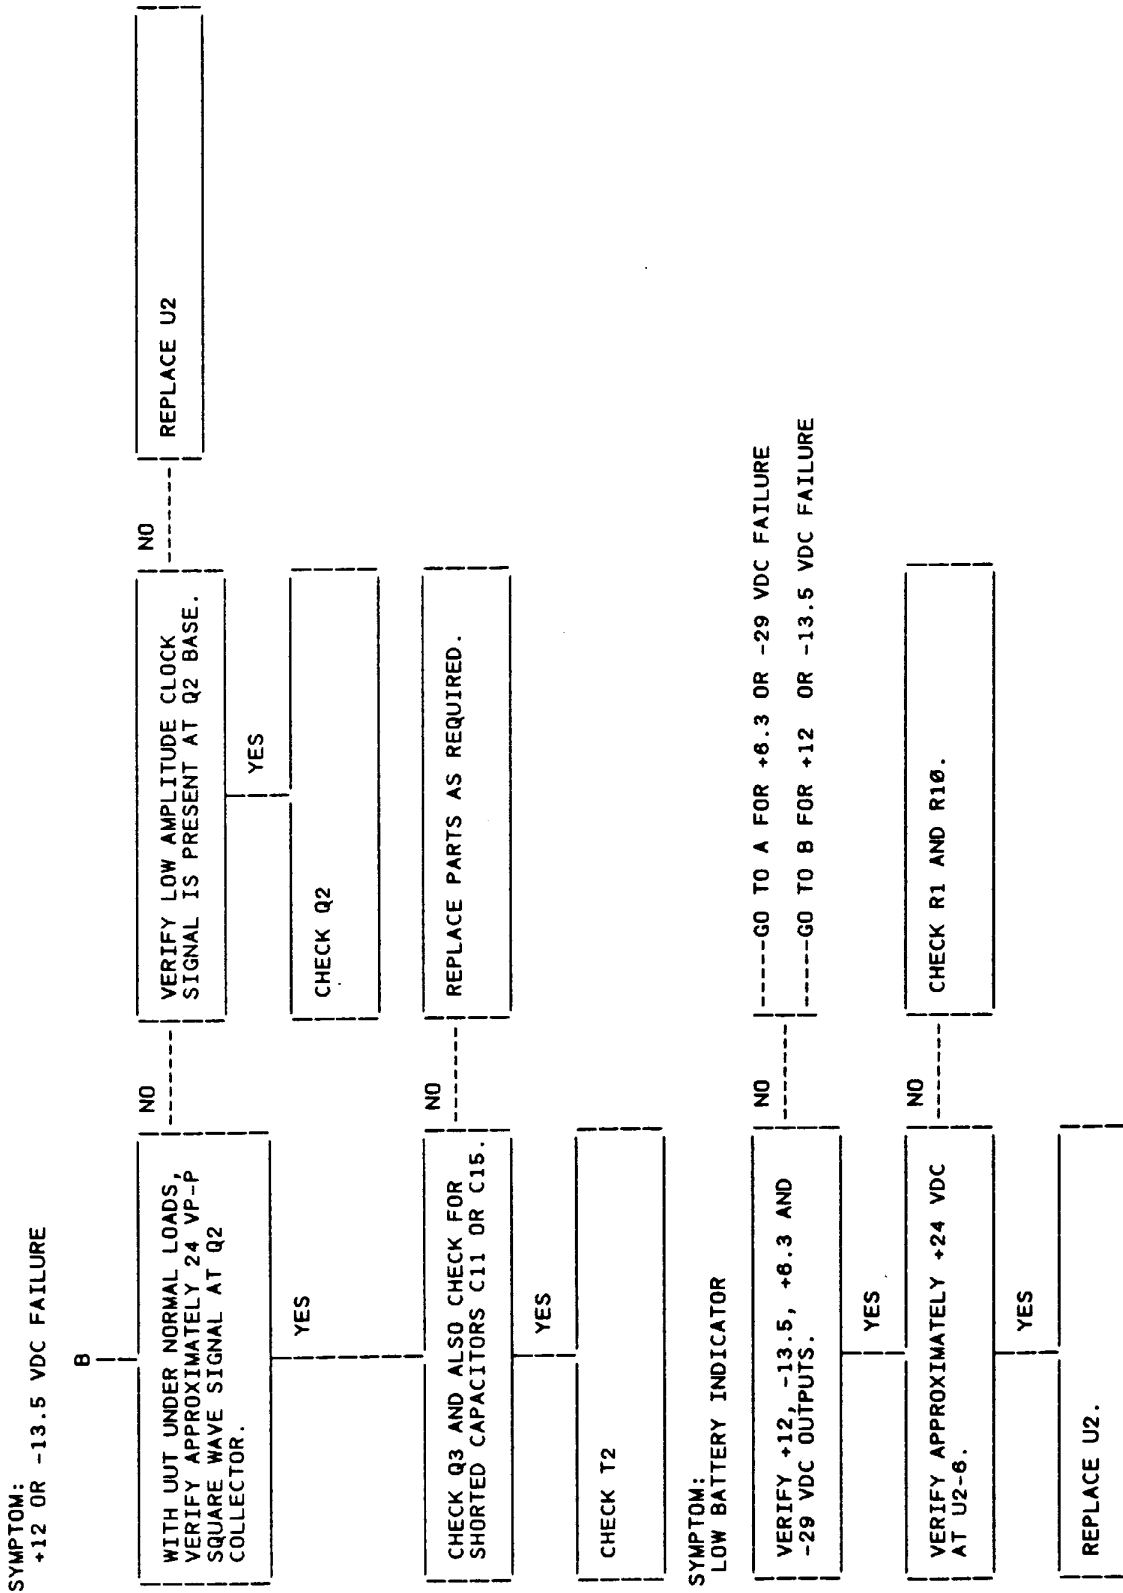 SYMPTOM:
+12 OR -13.5 VDC FAILURE
B
WITH UUT UNDER NORMAL LOADS,
VERIFY APPROXIMATELY 24 VP-P
SQUARE WAVE SIGNAL AT Q2
COLLECTOR.
NO
VERIFY LOW AMPLITUDE CLOCK
SIGNAL IS PRESENT AT Q2 BASE.
NO
REPLACE U2
YES
YES
CHECK Q2
CHECK Q3 AND ALSO CHECK FOR
SHORTED CAPACITORS C11 OR C15.
NO
REPLACE PARTS AS REQUIRED.
YES
CHECK T2
SYMPTOM:
LOW BATTERY INDICATOR
VERIFY +12, -13.5, +6.3 AND
-29 VDC OUTPUTS.
NO
GO TO A FOR +6.3 OR -29 VDC FAILURE
GO TO B FOR +12 OR -13.5 VDC FAILURE
YES
VERIFY APPROXIMATELY +24 VDC
AT U2-6.
NO
CHECK R1 AND R10.
YES
REPLACE U2.